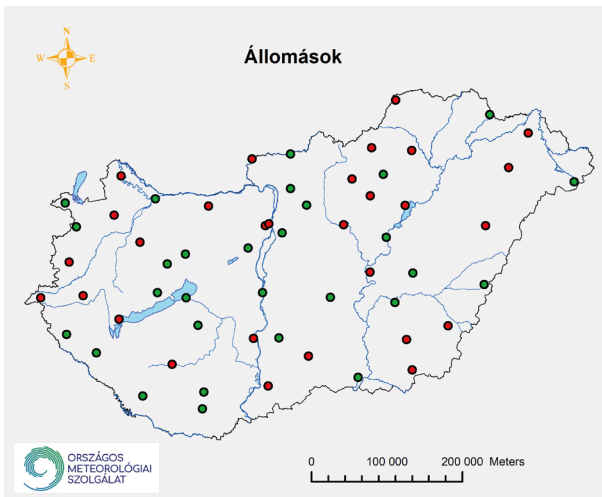 N
W E
S
Állomások
ORSZÁGOS
METEOROLÓGIAI
SZOLGÁLAT
0 100 000 200 000 Meters